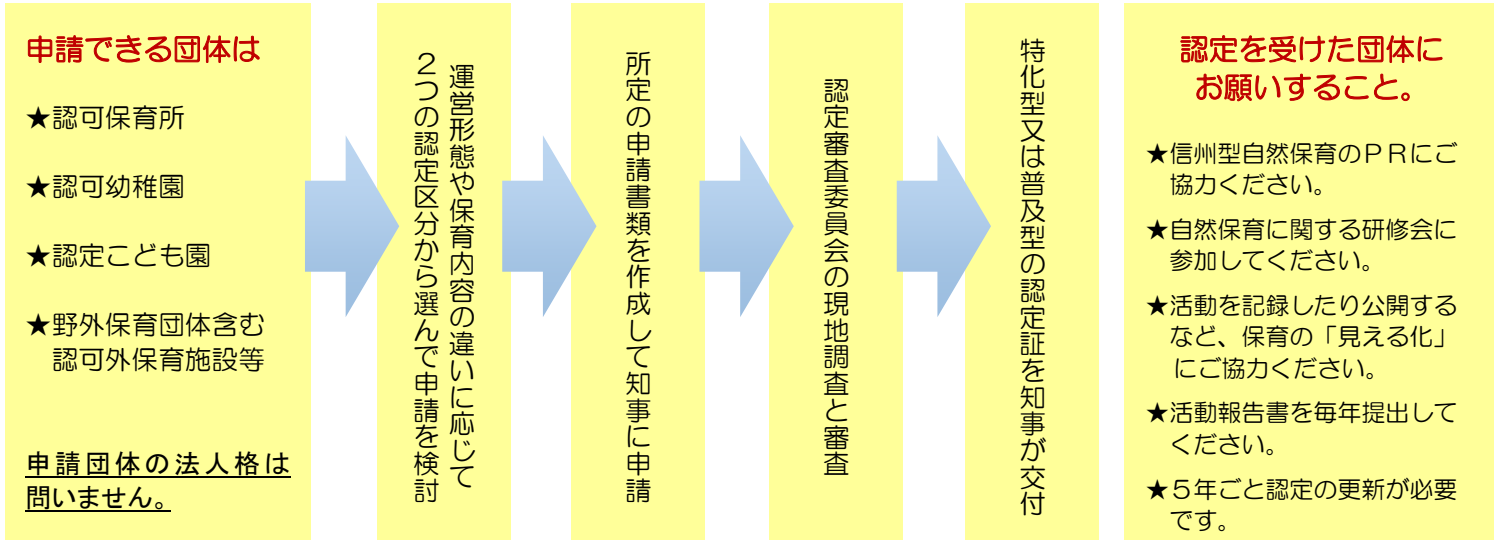 申請できる団体は
★認可保育所
★認可幼稚園
★認定こども園
★野外保育団体含む
認可外保育施設等
申請団体の法人格は
問いません。
運営形態や保育内容の違いに応じて
２つの認定区分から選んで申請を検討
所定の申請書類を作成して知事に申請
認定審査委員会の現地調査と審査
特化型又は普及型の認定証を知事が交付
認定を受けた団体に
お願いすること。
★信州型自然保育のＰＲにご
協力ください。
★自然保育に関する研修会に
参加してください。
★活動を記録したり公開する
など、保育の「見える化」
にご協力ください。
★活動報告書を毎年提出して
ください。
★５年ごと認定の更新が必要
です。